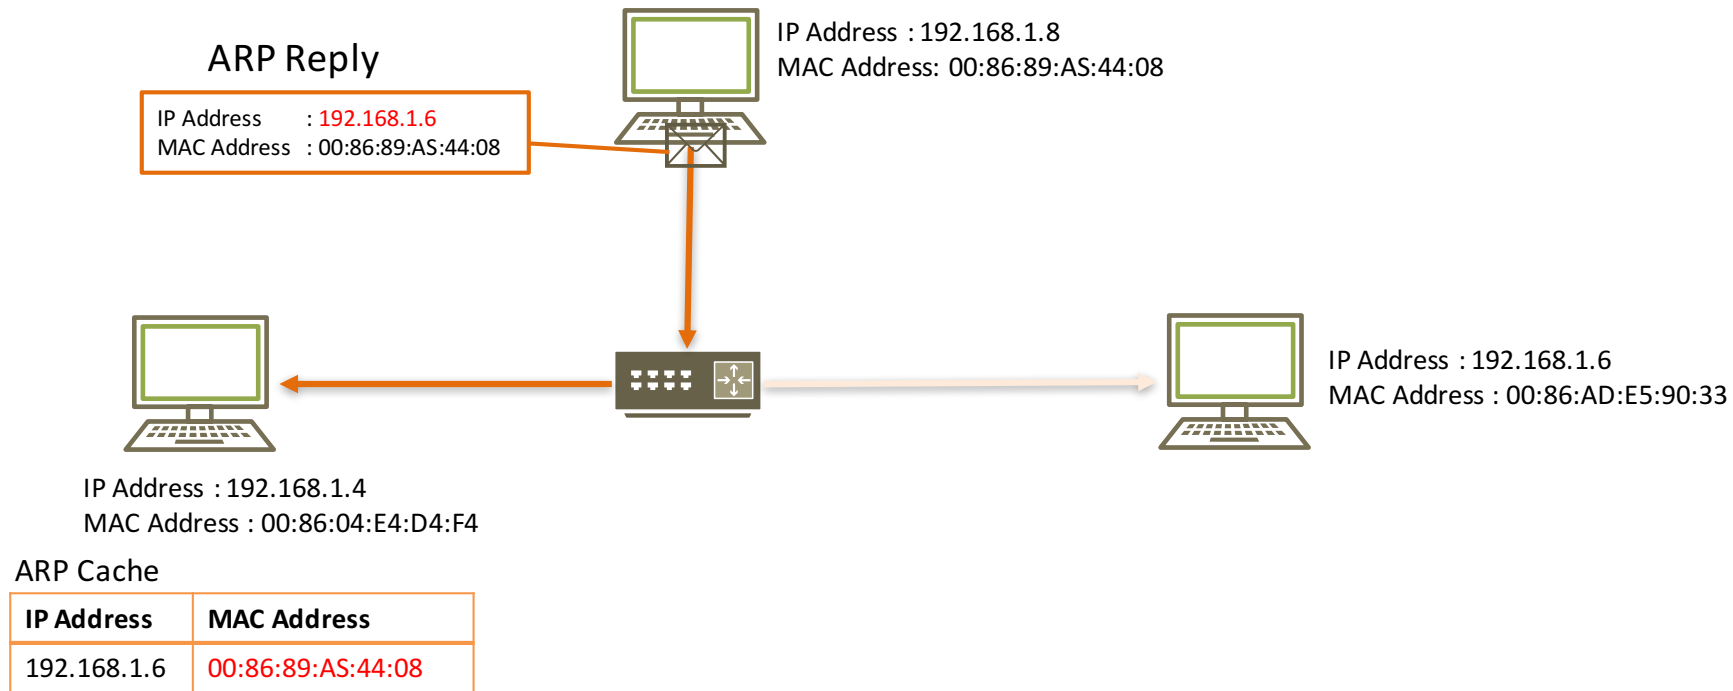 ARP Reply
IP Address : 192.168.1.6
MAC Address : 00:86:89:AS:44:08
IP Address : 192.168.1.8
MAC Address: 00:86:89:AS:44:08
IP Address : 192.168.1.6
MAC Address : 00:86:AD:E5:90:33
IP Address : 192.168.1.4
MAC Address : 00:86:04:E4:D4:F4
ARP Cache
IP Address MAC Address
192.168.1.6 00:86:89:AS:44:08